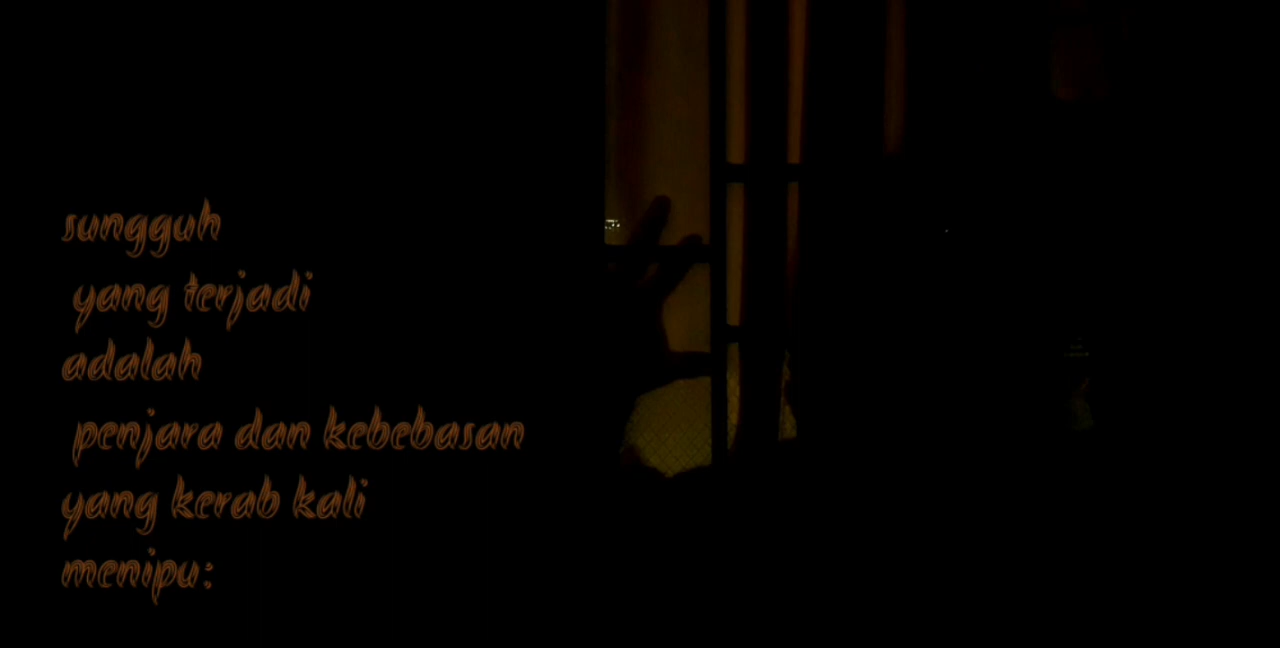 sungguh
yang terjadi
adalah
penjara dan kebebasan
yang kerab kali
menipu: